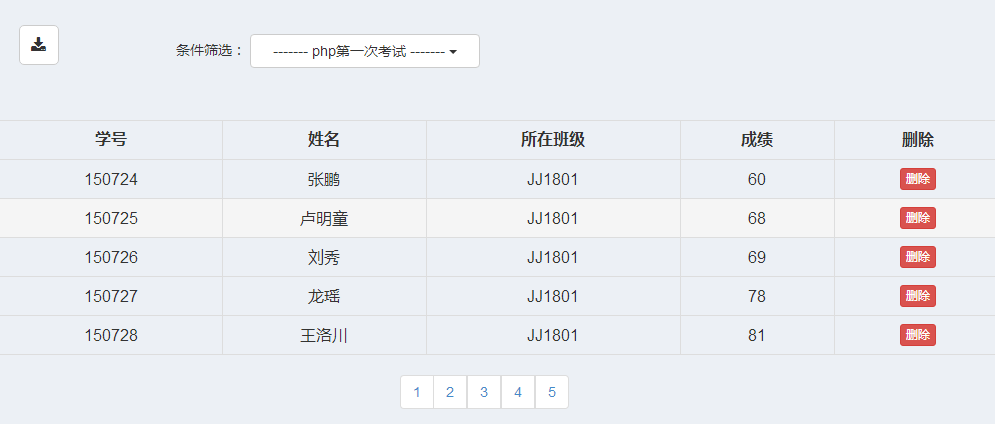 条件筛选： ------- php第一次考试 -------
学号 姓名 所在班级 成绩 删除
150724 张鹏 JJ1801 60 删除
150725 卢明童 JJ1801 68 删除
150726 刘秀 JJ1801 69 删除
150727 龙瑶 JJ1801 78 删除
150728 王洛川 JJ1801 81 删除
1 2 3 4 5